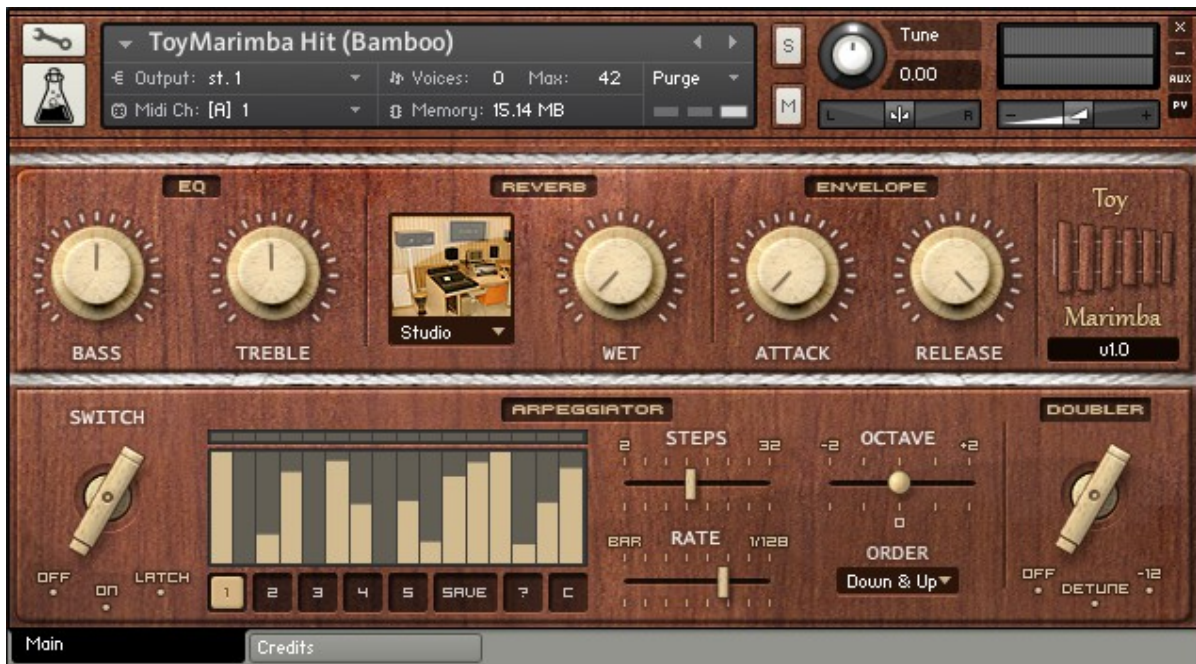 ToyMarimba Hit (Bamboo)
Output: st. 1
Voices: 0 Max: 42
Purge
Midi Ch: [A] 1
Memory: 15.14 MB
S
M
Tune
0.00
L
R
-
+
X
-
AUX
PV
EQ
REVERB
ENVELOPE
BASS
TREBLE
Studio
WET
ATTACK
RELEASE
Toy
Marimba
v1.0
SWITCH
OFF
ON
LATCH
ARPEGGIATOR
1 2 3 4 5 SAVE ? C
2 STEPS 32
BAR RATE 1/128
-2 OCTAVE +2
0
ORDER
Down & Up
DOUBLER
OFF
DETUNE
-12
Main
Credits